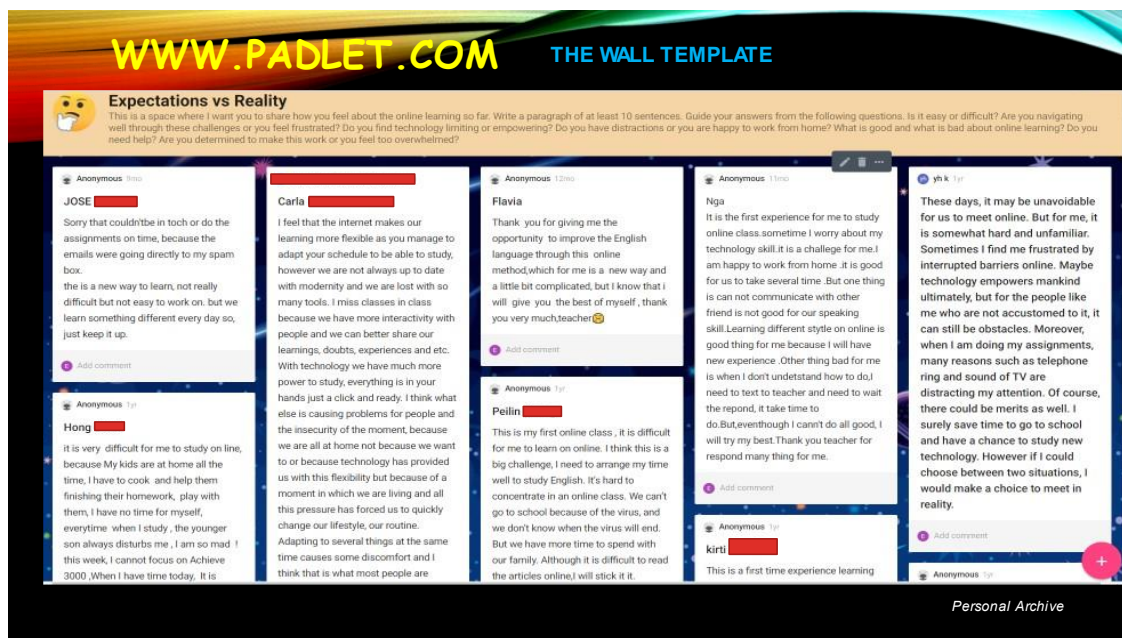 WWW.PADLET.COM
THE WALL TEMPLATE
Expectations vs Reality
This is a space where I want you to share how you feel about the online learning so far. Write a paragraph of at least 10 sentences. Guide your answers from the following questions. Is it easy or difficult? Are you navigating
well through these challenges or you feel frustrated? Do you find technology limiting or empowering? Do you have distractions or you are happy to work from home? What is good and what is bad about online learning? Do you
need help? Are you determined to make this work or you feel too overwhelmed?
Anonymous 9mo
JOSE
Sorry that couldn'tbe in toch or do the
assignments on time, because the
emails were going directly to my spam
box.
the is a new way to learn, not really
difficult but not easy to work on. but we
learn something different every day so,
just keep it up.
Add comment
Anonymous 1yr
Hong
it is very difficult for me to study on line,
because My kids are at home all the
time, I have to cook and help them
finishing their homework, play with
them, I have no time for myself,
everytime when I study , the younger
son always disturbs me , I am so mad !
this week, I cannot focus on Achieve
3000 ,When I have time today, It is
Carla
I feel that the internet makes our
learning more flexible as you manage to
adapt your schedule to be able to study,
however we are not always up to date
with modernity and we are lost with so
many tools. I miss classes in class
because we have more interactivity with
people and we can better share our
learnings, doubts, experiences and etc.
With technology we have much more
power to study, everything is in your
hands just a click and ready. I think what
else is causing problems for people and
the insecurity of the moment, because
we are all at home not because we want
to or because technology has provided
us with this flexibility but because of a
moment in which we are living and all
this pressure has forced us to quickly
change our lifestyle, our routine.
Adapting to several things at the same
time causes some discomfort and I
think that is what most people are
Anonymous 12mo
Flavia
Thank you for giving me the
opportunity to improve the English
language through this online
method,which for me is a new way and
a little bit complicated, but I know that i
will give you the best of myself , thank
you very much,teacher
Add comment
Anonymous 1yr
Peilin
This is my first online class , it is difficult
for me to learn on online. I think this is a
big challenge, I need to arrange my time
well to study English. It's hard to
concentrate in an online class. We can't
go to school because of the virus, and
we don't know when the virus will end.
But we have more time to spend with
our family. Although it is difficult to read
the articles online,I will stick it it.
Anonymous 11mo
Nga
It is the first experience for me to study
online class.sometime I worry about my
technology skill.it is a challege for me.I
am happy to work from home .it is good
for us to take several time .But one thing
is can not communicate with other
friend is not good for our speaking
skill.Learning different stytle on online is
good thing for me because I will have
new experience .Other thing bad for me
is when I don't undetstand how to do,I
need to text to teacher and need to wait
the repond, it take time to
do.But,eventhough I cann't do all good, I
will try my best.Thank you teacher for
respond many thing for me.
Add comment
Anonymous 1yr
kirti
This is a first time experience learning
yh yh k 1yr
These days, it may be unavoidable
for us to meet online. But for me, it
is somewhat hard and unfamiliar.
Sometimes I find me frustrated by
interrupted barriers online. Maybe
technology empowers mankind
ultimately, but for the people like
me who are not accustomed to it, it
can still be obstacles. Moreover,
when I am doing my assignments,
many reasons such as telephone
ring and sound of TV are
distracting my attention. Of course,
there could be merits as well. I
surely save time to go to school
and have a chance to study new
technology. However if I could
choose between two situations, I
would make a choice to meet in
reality.
Add comment
Anonymous 1yr
Personal Archive